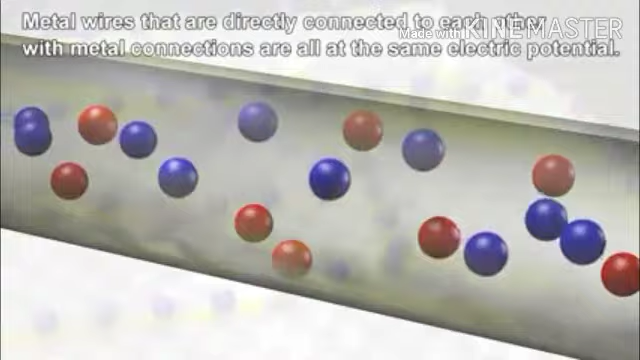 Metal wires that are directly connected to each other
with metal connections are all at the same electric potential.
Made with KINEMASTER